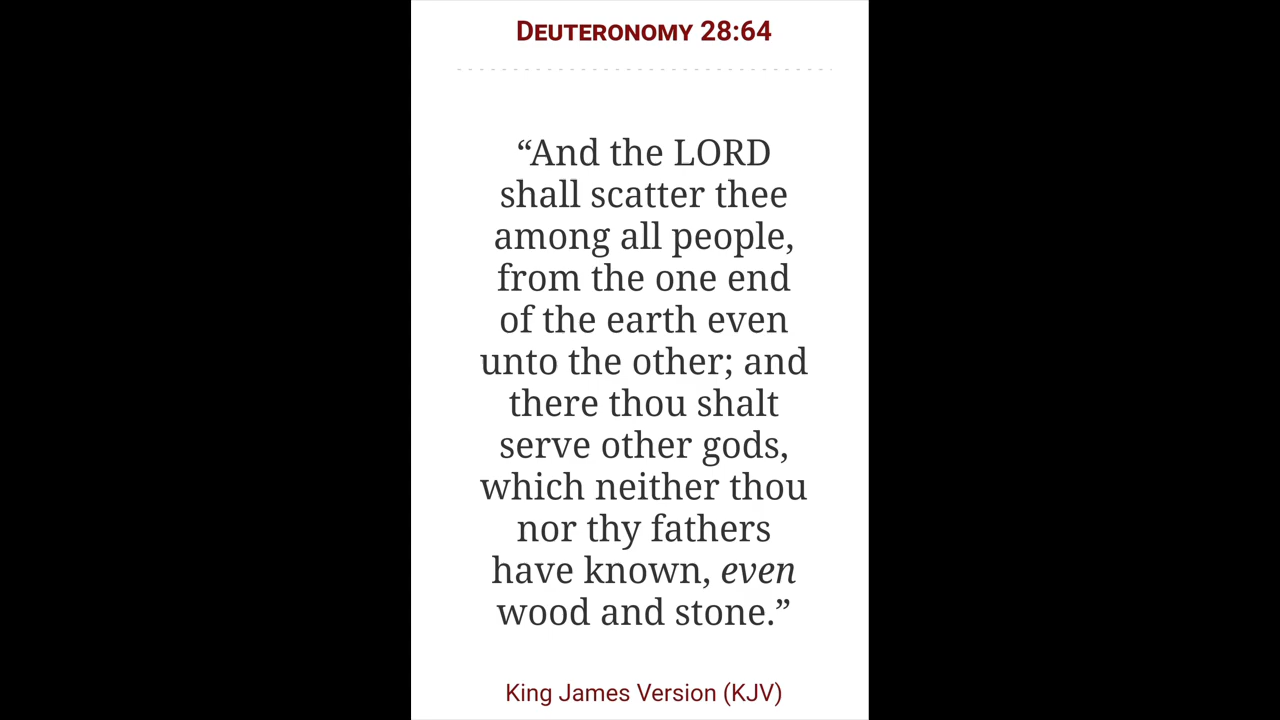 DEUTERONOMY 28:64
“And the LORD
shall scatter thee
among all people,
from the one end
of the earth even
unto the other; and
there thou shalt
serve other gods,
which neither thou
nor thy fathers
have known, even
wood and stone.”
King James Version (KJV)